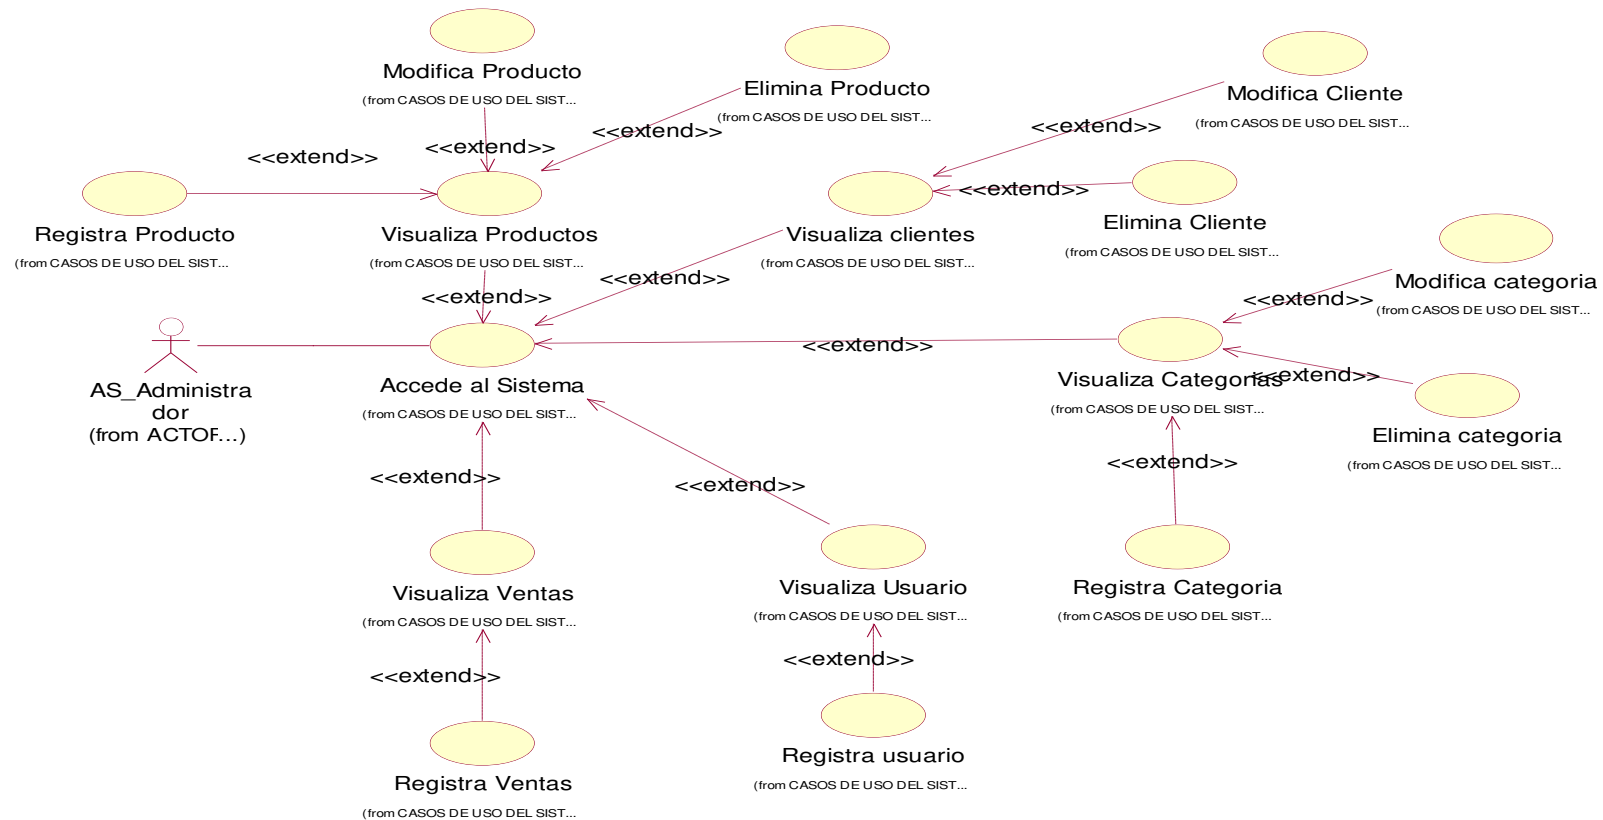 Modifica Producto
(from CASOS DE USO DEL SIST...
Elimina Producto
(from CASOS DE USO DEL SIST...
Modifica Cliente
(from CASOS DE USO DEL SIST...
<<extend>>
<<extend>>
<<extend>>
<<extend>>
<<extend>>
Registra Producto
(from CASOS DE USO DEL SIST...
Visualiza Productos
(from CASOS DE USO DEL SIST...
Visualiza clientes
(from CASOS DE USO DEL SIST...
Elimina Cliente
(from CASOS DE USO DEL SIST...
Modifica categoria
(from CASOS DE USO DEL SIST...
<<extend>>
<<extend>>
<<extend>>
<<extend>>
<<extend>>
AS_Administra
dor
(from ACTOF...)
Accede al Sistema
(from CASOS DE USO DEL SIST...
Visualiza Categorias
(from CASOS DE USO DEL SIST...
Elimina categoria
(from CASOS DE USO DEL SIST...
<<extend>>
<<extend>>
<<extend>>
Visualiza Ventas
(from CASOS DE USO DEL SIST...
Visualiza Usuario
(from CASOS DE USO DEL SIST...
Registra Categoria
(from CASOS DE USO DEL SIST...
<<extend>>
<<extend>>
Registra Ventas
(from CASOS DE USO DEL SIST...
Registra usuario
(from CASOS DE USO DEL SIST...